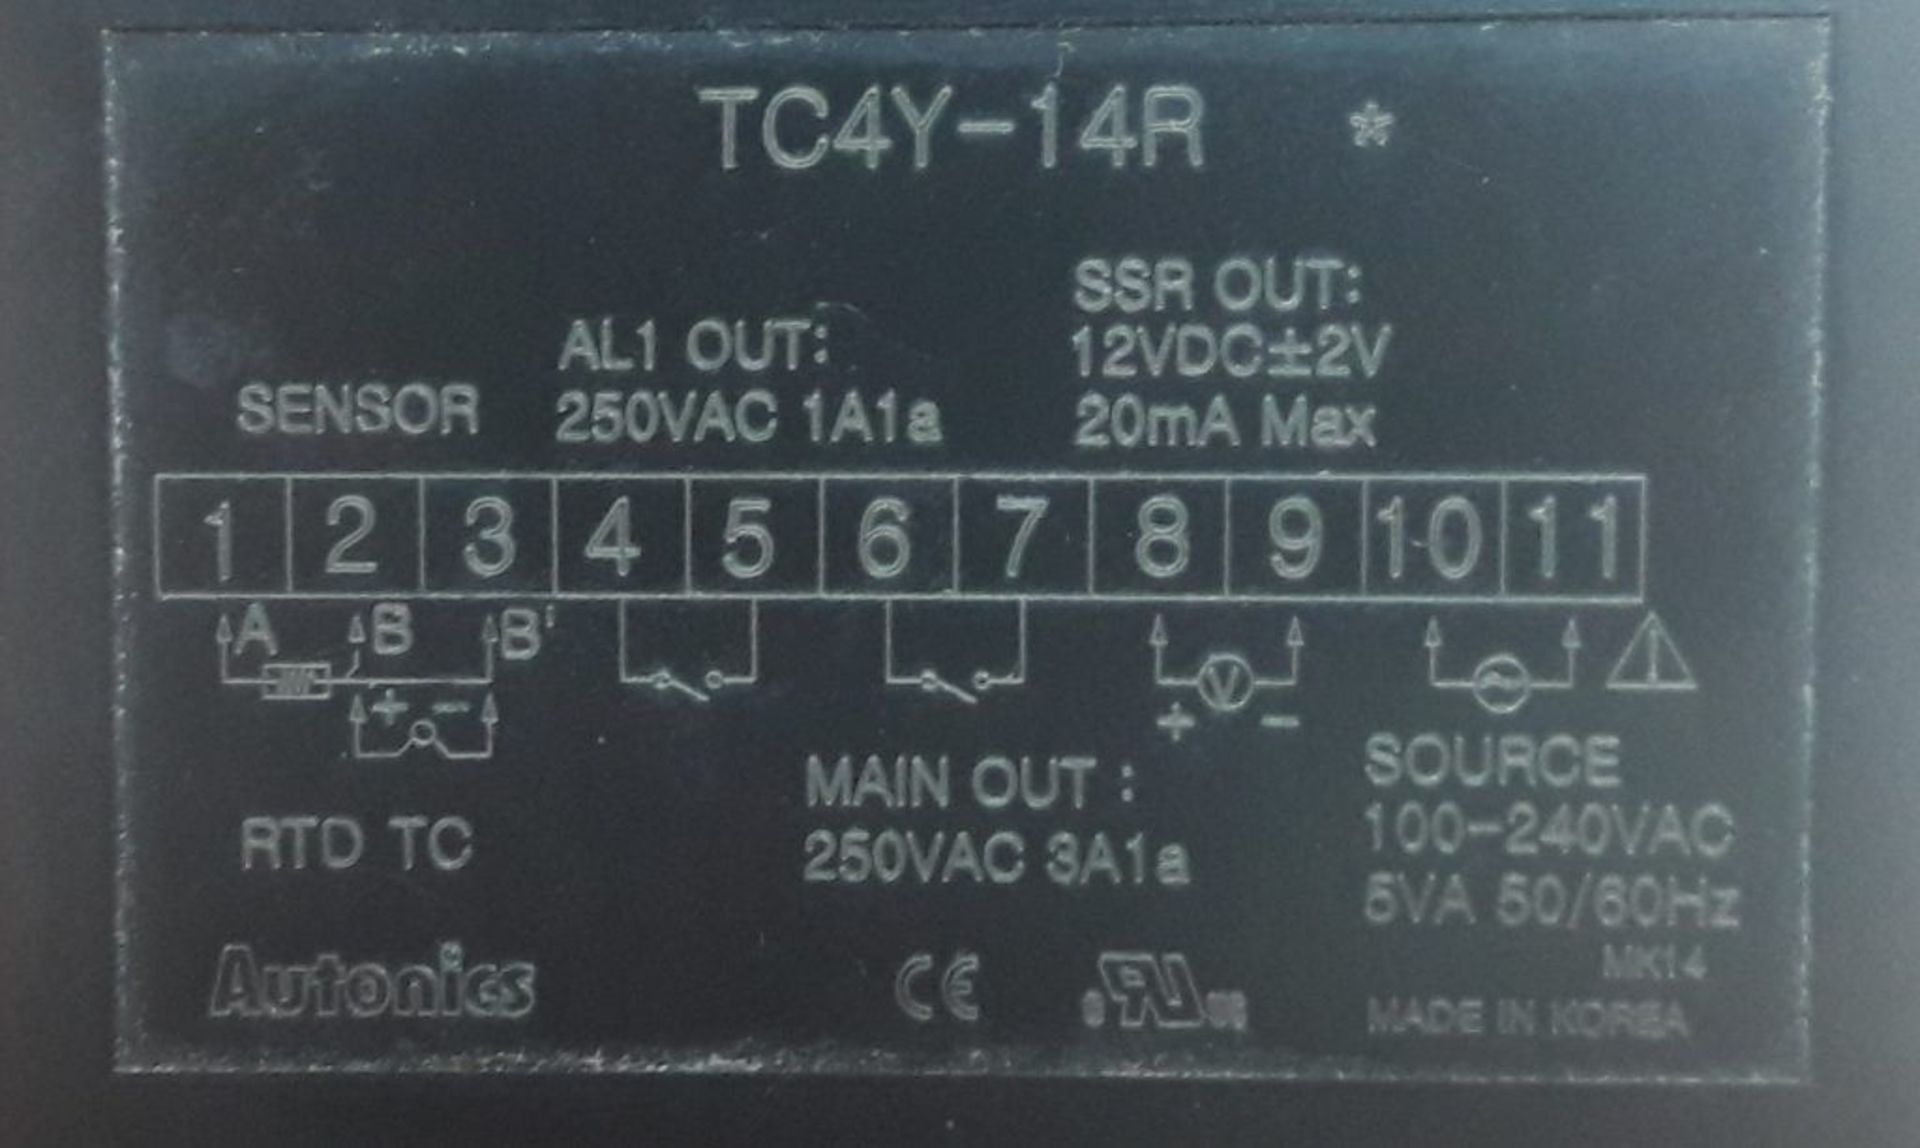 TC4Y-14R *
SSR OUT:
12VDC±2V
20mA Max
AL1 OUT:
250VAC 1A1a
SENSOR
1 2 3 4 5 6 7 8 9 10 11
A B B'
+ -
V
+ -
RTD TC
MAIN OUT :
250VAC 3A1a
SOURCE
100-240VAC
5VA 50/60Hz
MK14
Autonics
CE
c RU us
MADE IN KOREA